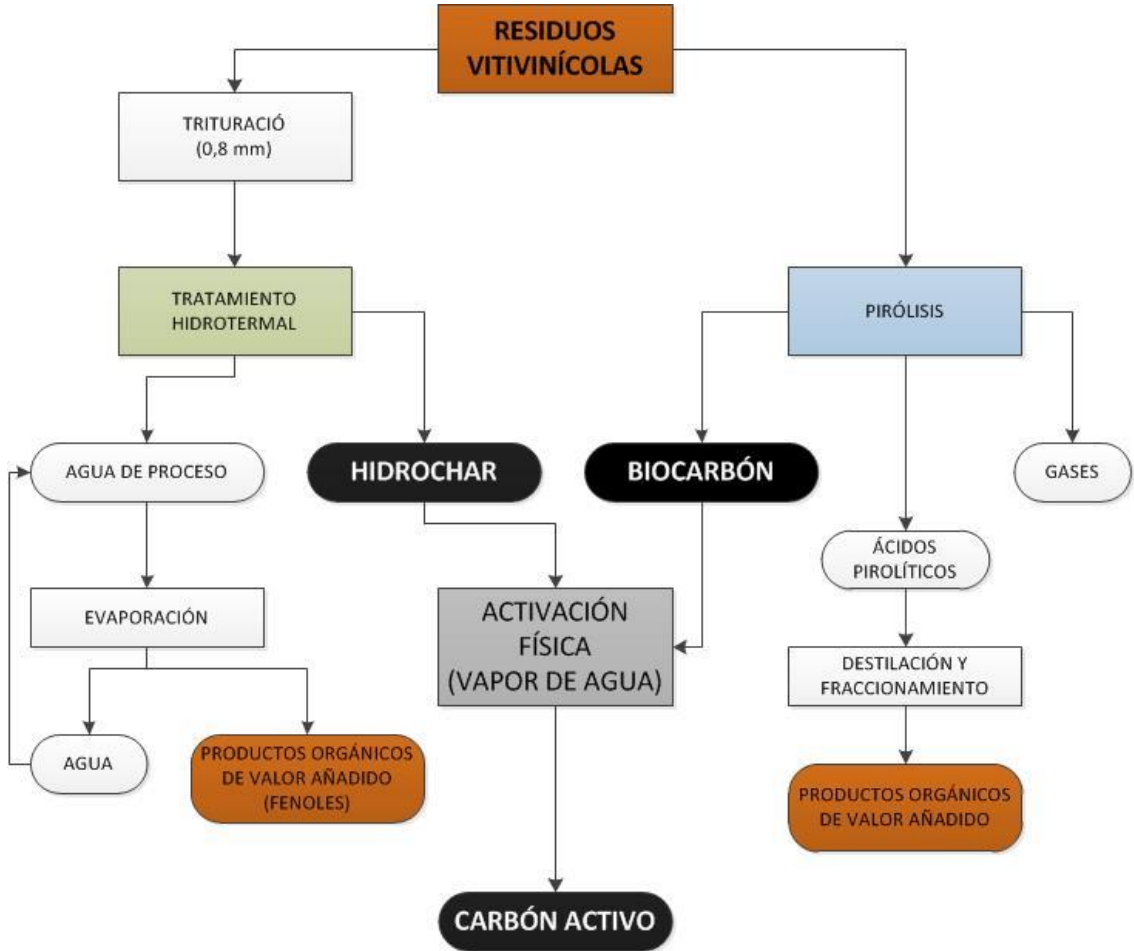 RESIDUOS
VITIVINÍCOLAS
TRITURACIÓ
(0,8 mm)
TRATAMIENTO
HIDROTERMAL
PIRÓLISIS
AGUA DE PROCESO
HIDROCHAR
BIOCARBÓN
GASES
ÁCIDOS
PIROLÍTICOS
EVAPORACIÓN
ACTIVACIÓN
FÍSICA
(VAPOR DE AGUA)
DESTILACIÓN Y
FRACCIONAMIENTO
AGUA
PRODUCTOS ORGÁNICOS
DE VALOR AÑADIDO
(FENOLES)
PRODUCTOS ORGÁNICOS
DE VALOR AÑADIDO
CARBÓN ACTIVO